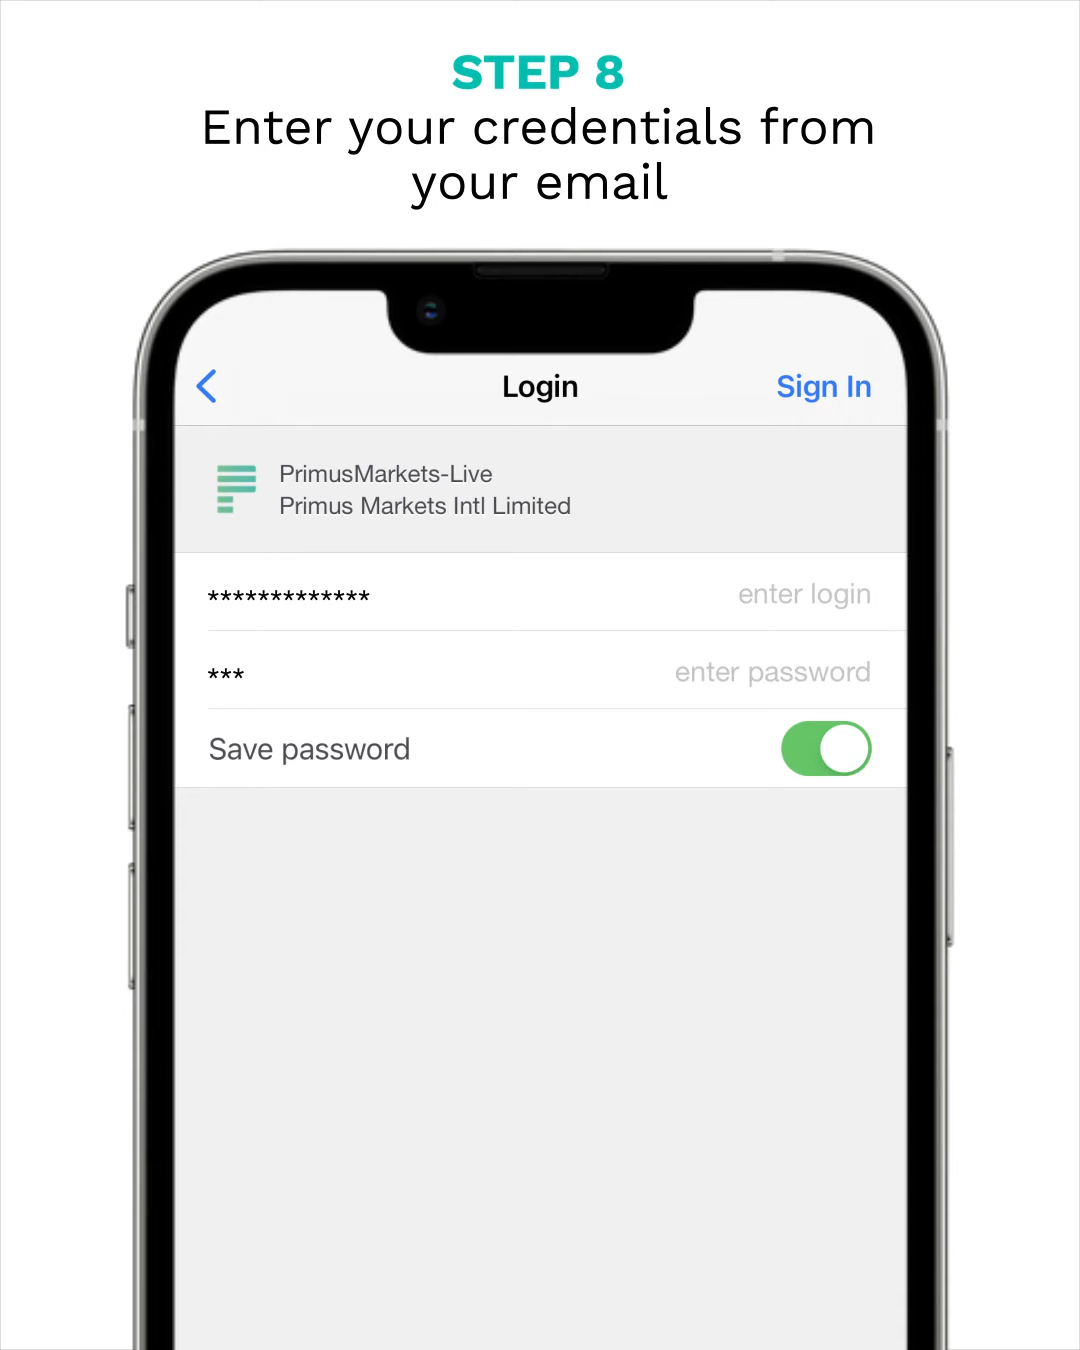 STEP 8
Enter your credentials from
your email
Login
Sign In
PrimusMarkets-Live
Primus Markets Intl Limited
*************
enter login
***
enter password
Save password